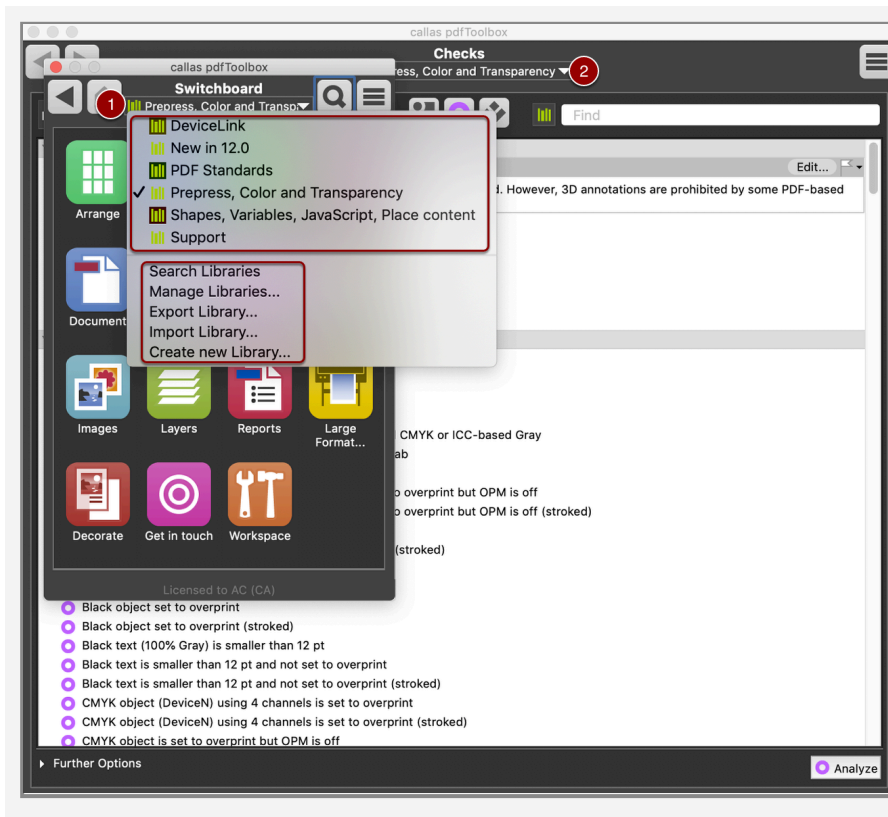 callas pdfToolbox
Checks
ress, Color and Transparency
2
callas pdfToolbox
Switchboard
1
Prepress, Color and Transp
Find
DeviceLink
New in 12.0
PDF Standards
Prepress, Color and Transparency
Shapes, Variables, JavaScript, Place content
Support
Search Libraries
Manage Libraries...
Export Library...
Import Library...
Create new Library...
Edit...
d. However, 3D annotations are prohibited by some PDF-based
Arrange
Document
Images
Layers
Reports
Large
Format...
CMYK or ICC-based Gray
ab
o overprint but OPM is off
o overprint but OPM is off (stroked)
(stroked)
Decorate
Get in touch
Workspace
Licensed to AC (CA)
Black object set to overprint
Black object set to overprint (stroked)
Black text (100% Gray) is smaller than 12 pt
Black text is smaller than 12 pt and not set to overprint
Black text is smaller than 12 pt and not set to overprint (stroked)
CMYK object (DeviceN) using 4 channels is set to overprint
CMYK object (DeviceN) using 4 channels is set to overprint (stroked)
CMYK object is set to overprint but OPM is off
Further Options
Analyze